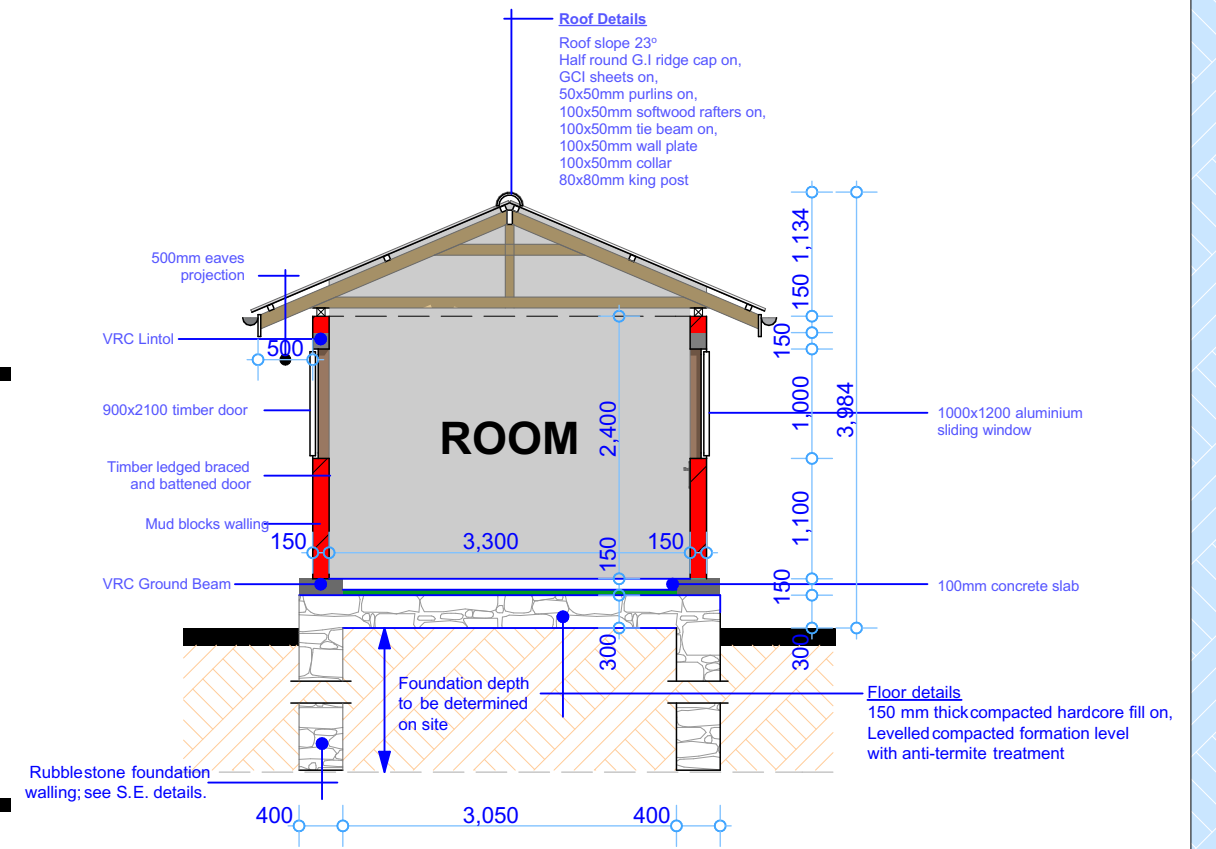 Roof Details
Roof slope 23º
Half round G.I ridge cap on,
GCI sheets on,
50x50mm purlins on,
100x50mm softwood rafters on,
100x50mm tie beam on,
100x50mm wall plate
100x50mm collar
80x80mm king post
1,134
500mm eaves
projection
150
VRC Lintol
500
150
900x2100 timber door
ROOM
2,400
1,000
3,984
1000x1200 aluminium
sliding window
Timber ledged braced
and battened door
Mud blocks walling
1,100
150
3,300
150
150
VRC Ground Beam
150
100mm concrete slab
300
300
Foundation depth
to be determined
on site
Floor details
150 mm thick compacted hardcore fill on,
Levelled compacted formation level
with anti-termite treatment
Rubblestone foundation
walling; see S.E. details.
400
3,050
400